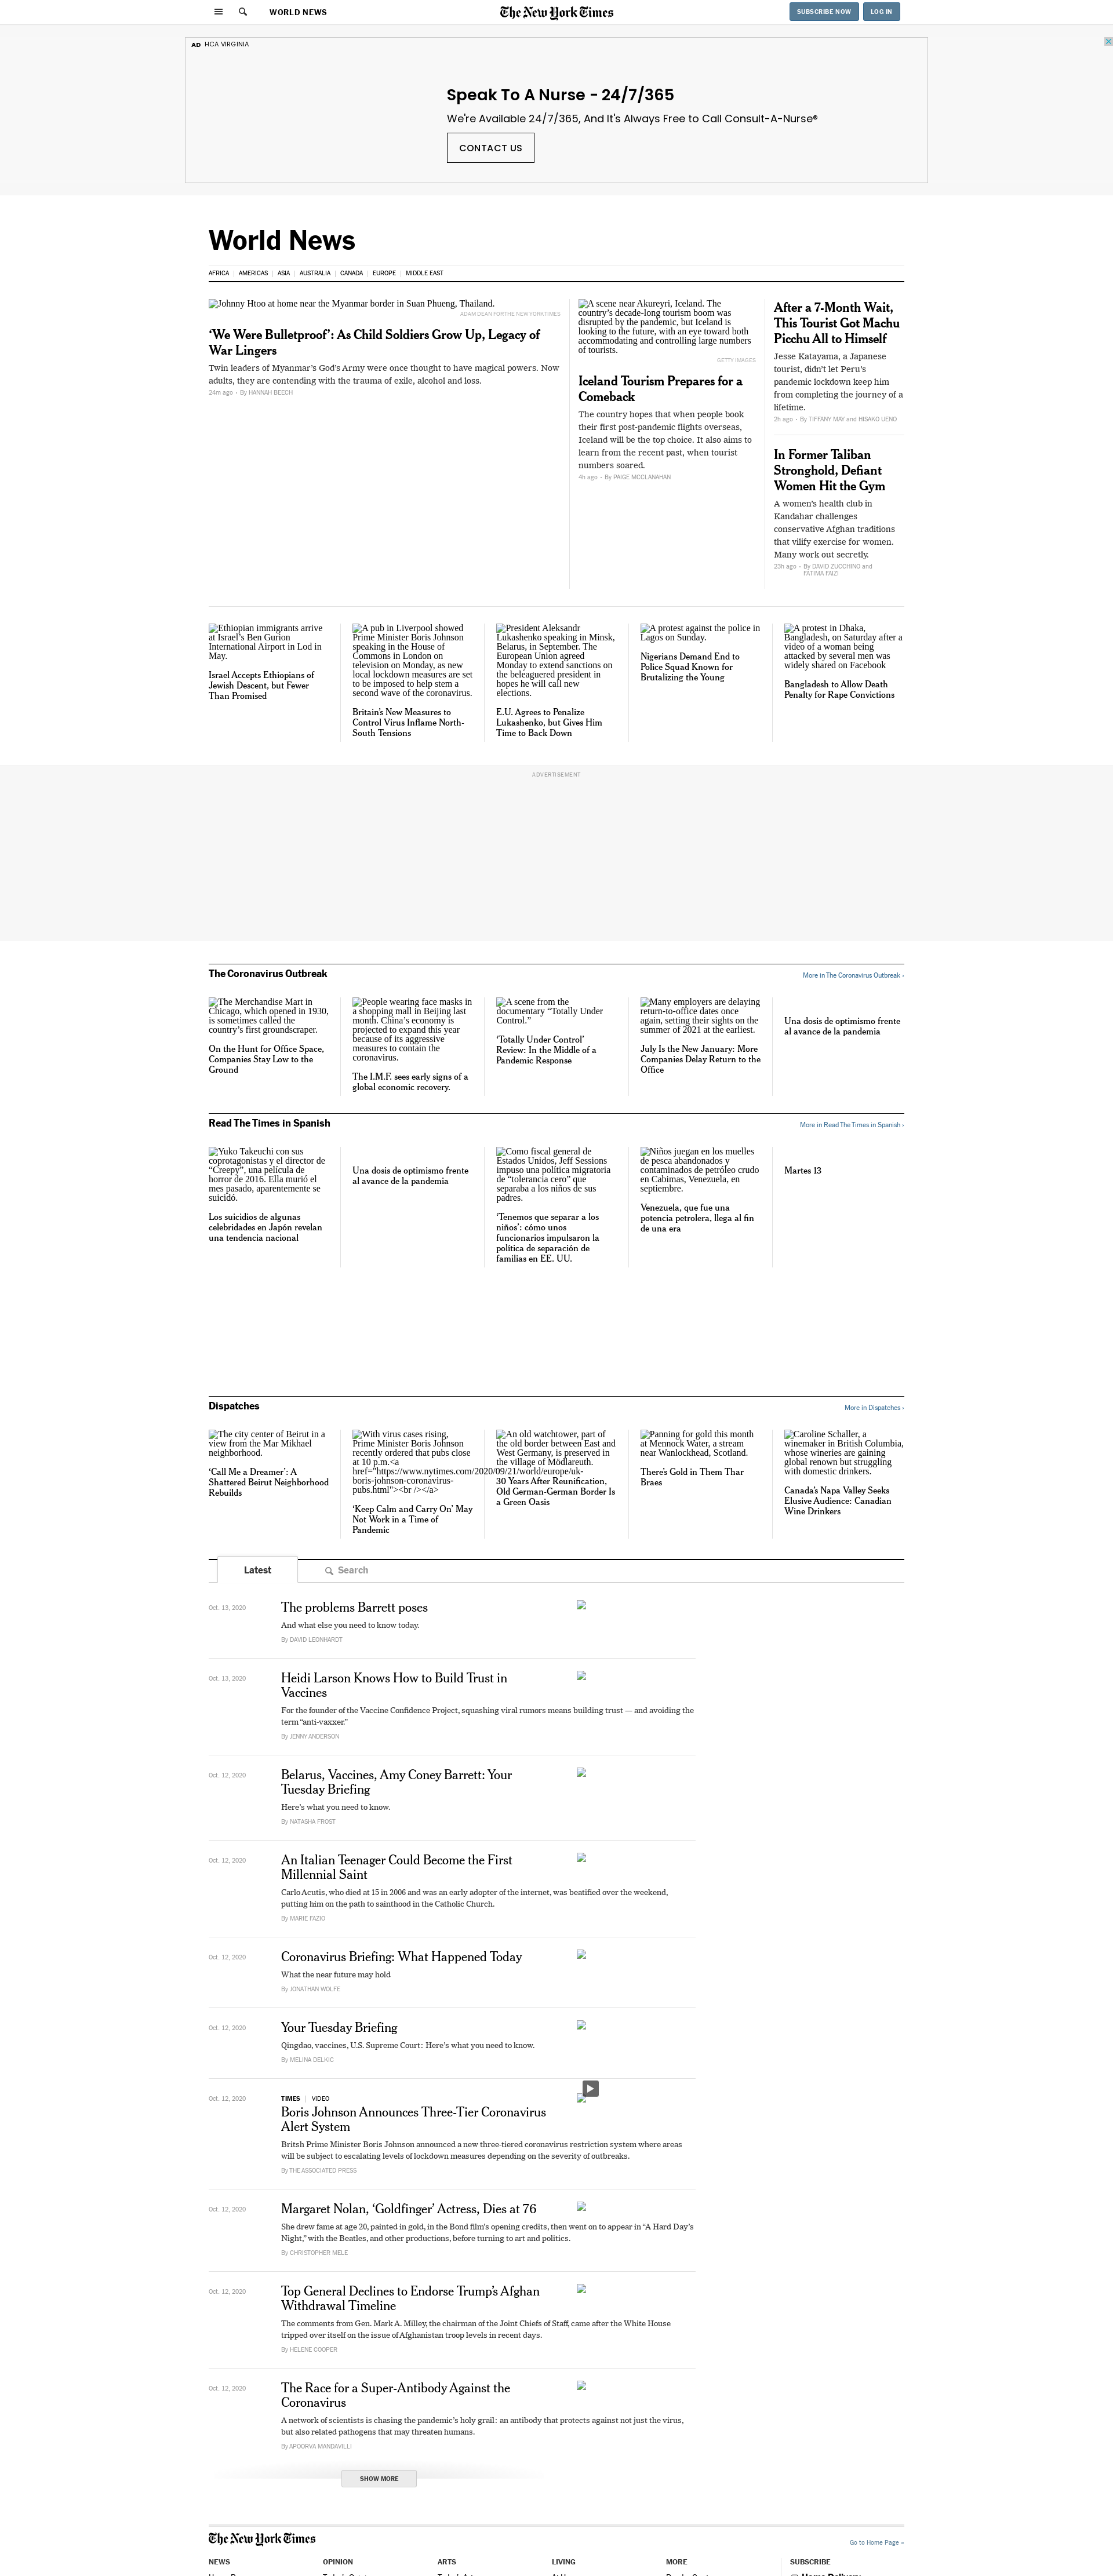 WORLD NEWS
The New York Times
SUBSCRIBE NOW
LOG IN
AD HCA VIRGINIA
Speak To A Nurse - 24/7/365
We're Available 24/7/365, And It's Always Free to Call Consult-A-Nurse®
CONTACT US
World News
AFRICA | AMERICAS | ASIA | AUSTRALIA | CANADA | EUROPE | MIDDLE EAST
Johnny Htoo at home near the Myanmar border in Suan Phueng, Thailand.
ADAM DEAN FOR THE NEW YORK TIMES
‘We Were Bulletproof’: As Child Soldiers Grow Up, Legacy of
War Lingers
Twin leaders of Myanmar’s God’s Army were once thought to have magical powers. Now
adults, they are contending with the trauma of exile, alcohol and loss.
24m ago • By HANNAH BEECH
A scene near Akureyri, Iceland. The
country’s decade-long tourism boom was
disrupted by the pandemic, but Iceland is
looking to the future, with an eye toward both
accommodating and controlling large numbers
of tourists.
GETTY IMAGES
Iceland Tourism Prepares for a
Comeback
The country hopes that when people book
their first post-pandemic flights overseas,
Iceland will be the top choice. It also aims to
learn from the recent past, when tourist
numbers soared.
4h ago • By PAIGE MCCLANAHAN
After a 7-Month Wait,
This Tourist Got Machu
Picchu All to Himself
Jesse Katayama, a Japanese
tourist, didn’t let Peru’s
pandemic lockdown keep him
from completing the journey of a
lifetime.
2h ago • By TIFFANY MAY and HISAKO UENO
In Former Taliban
Stronghold, Defiant
Women Hit the Gym
A women’s health club in
Kandahar challenges
conservative Afghan traditions
that vilify exercise for women.
Many work out secretly.
23h ago • By DAVID ZUCCHINO and
FATIMA FAIZI
Ethiopian immigrants arrive
at Israel’s Ben Gurion
International Airport in Lod in
May.
Israel Accepts Ethiopians of
Jewish Descent, but Fewer
Than Promised
A pub in Liverpool showed
Prime Minister Boris Johnson
speaking in the House of
Commons in London on
television on Monday, as new
local lockdown measures are set
to be imposed to help stem a
second wave of the coronavirus.
Britain’s New Measures to
Control Virus Inflame North-
South Tensions
President Aleksandr
Lukashenko speaking in Minsk,
Belarus, in September. The
European Union agreed
Monday to extend sanctions on
the beleaguered president in
hopes he will call new
elections.
E.U. Agrees to Penalize
Lukashenko, but Gives Him
Time to Back Down
A protest against the police in
Lagos on Sunday.
Nigerians Demand End to
Police Squad Known for
Brutalizing the Young
A protest in Dhaka,
Bangladesh, on Saturday after a
video of a woman being
attacked by several men was
widely shared on Facebook
Bangladesh to Allow Death
Penalty for Rape Convictions
ADVERTISEMENT
The Coronavirus Outbreak
More in The Coronavirus Outbreak ›
The Merchandise Mart in
Chicago, which opened in 1930,
is sometimes called the
country’s first groundscraper.
On the Hunt for Office Space,
Companies Stay Low to the
Ground
People wearing face masks in
a shopping mall in Beijing last
month. China’s economy is
projected to expand this year
because of its aggressive
measures to contain the
coronavirus.
The I.M.F. sees early signs of a
global economic recovery.
A scene from the
documentary “Totally Under
Control.”
‘Totally Under Control’
Review: In the Middle of a
Pandemic Response
Many employers are delaying
return-to-office dates once
again, setting their sights on the
summer of 2021 at the earliest.
July Is the New January: More
Companies Delay Return to the
Office
Una dosis de optimismo frente
al avance de la pandemia
Read The Times in Spanish
More in Read The Times in Spanish ›
Yuko Takeuchi con sus
coprotagonistas y el director de
“Creepy”, una película de
horror de 2016. Ella murió el
mes pasado, aparentemente se
suicidó.
Los suicidios de algunas
celebridades en Japón revelan
una tendencia nacional
Una dosis de optimismo frente
al avance de la pandemia
Como fiscal general de
Estados Unidos, Jeff Sessions
impuso una política migratoria
de “tolerancia cero” que
separaba a los niños de sus
padres.
‘Tenemos que separar a los
niños’: cómo unos
funcionarios impulsaron la
política de separación de
familias en EE. UU.
Niños juegan en los muelles
de pesca abandonados y
contaminados de petróleo crudo
en Cabimas, Venezuela, en
septiembre.
Venezuela, que fue una
potencia petrolera, llega al fin
de una era
Martes 13
Dispatches
More in Dispatches ›
The city center of Beirut in a
view from the Mar Mikhael
neighborhood.
‘Call Me a Dreamer’: A
Shattered Beirut Neighborhood
Rebuilds
With virus cases rising,
Prime Minister Boris Johnson
recently ordered that pubs close
at 10 p.m.<a
href="https://www.nytimes.com/2020/09/21/world/europe/uk-
boris-johnson-coronavirus-
pubs.html"><br /></a>
‘Keep Calm and Carry On’ May
Not Work in a Time of
Pandemic
An old watchtower, part of
the old border between East and
West Germany, is preserved in
the village of Mödlareuth.
30 Years After Reunification,
Old German-German Border Is
a Green Oasis
Panning for gold this month
at Mennock Water, a stream
near Wanlockhead, Scotland.
There’s Gold in Them Thar
Braes
Caroline Schaller, a
winemaker in British Columbia,
whose wineries are gaining
global renown but struggling
with domestic drinkers.
Canada’s Napa Valley Seeks
Elusive Audience: Canadian
Wine Drinkers
Latest
Search
Oct. 13, 2020
The problems Barrett poses
And what else you need to know today.
By DAVID LEONHARDT
Oct. 13, 2020
Heidi Larson Knows How to Build Trust in
Vaccines
For the founder of the Vaccine Confidence Project, squashing viral rumors means building trust — and avoiding the
term “anti-vaxxer.”
By JENNY ANDERSON
Oct. 12, 2020
Belarus, Vaccines, Amy Coney Barrett: Your
Tuesday Briefing
Here’s what you need to know.
By NATASHA FROST
Oct. 12, 2020
An Italian Teenager Could Become the First
Millennial Saint
Carlo Acutis, who died at 15 in 2006 and was an early adopter of the internet, was beatified over the weekend,
putting him on the path to sainthood in the Catholic Church.
By MARIE FAZIO
Oct. 12, 2020
Coronavirus Briefing: What Happened Today
What the near future may hold
By JONATHAN WOLFE
Oct. 12, 2020
Your Tuesday Briefing
Qingdao, vaccines, U.S. Supreme Court: Here’s what you need to know.
By MELINA DELKIC
Oct. 12, 2020
TIMES | VIDEO
Boris Johnson Announces Three-Tier Coronavirus
Alert System
Britsh Prime Minister Boris Johnson announced a new three-tiered coronavirus restriction system where areas
will be subject to escalating levels of lockdown measures depending on the severity of outbreaks.
By THE ASSOCIATED PRESS
Oct. 12, 2020
Margaret Nolan, ‘Goldfinger’ Actress, Dies at 76
She drew fame at age 20, painted in gold, in the Bond film’s opening credits, then went on to appear in “A Hard Day’s
Night,” with the Beatles, and other productions, before turning to art and politics.
By CHRISTOPHER MELE
Oct. 12, 2020
Top General Declines to Endorse Trump’s Afghan
Withdrawal Timeline
The comments from Gen. Mark A. Milley, the chairman of the Joint Chiefs of Staff, came after the White House
tripped over itself on the issue of Afghanistan troop levels in recent days.
By HELENE COOPER
Oct. 12, 2020
The Race for a Super-Antibody Against the
Coronavirus
A network of scientists is chasing the pandemic’s holy grail: an antibody that protects against not just the virus,
but also related pathogens that may threaten humans.
By APOORVA MANDAVILLI
SHOW MORE
The New York Times
Go to Home Page »
NEWS
OPINION
ARTS
LIVING
MORE
SUBSCRIBE